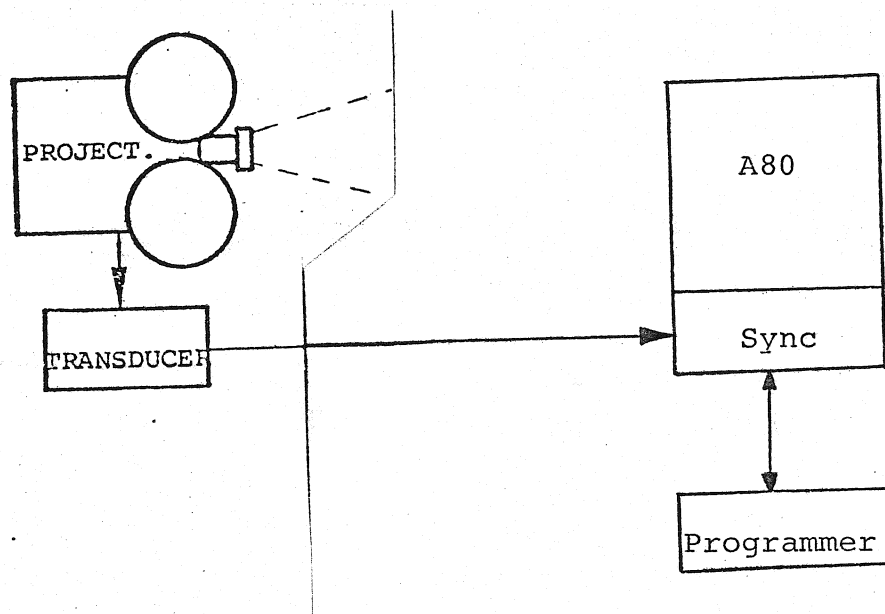 PROJECT.
A80
TRANSDUCER
Sync
Programmer